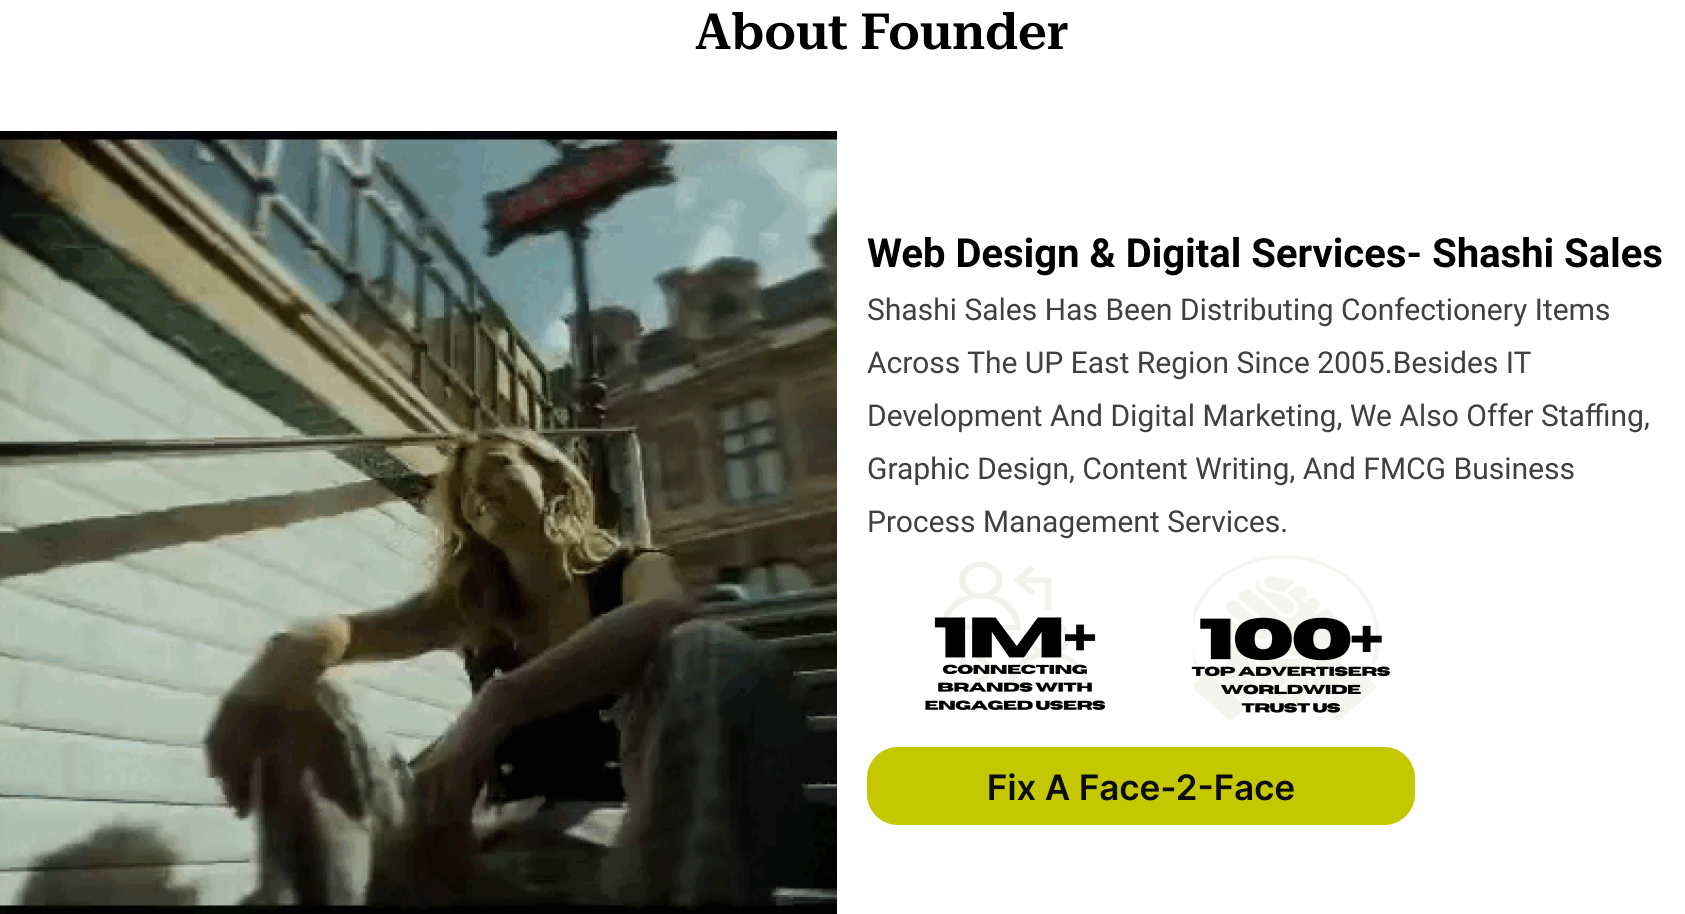 About Founder
Web Design & Digital Services- Shashi Sales
Shashi Sales Has Been Distributing Confectionery Items
Across The UP East Region Since 2005.Besides IT
Development And Digital Marketing, We Also Offer Staffing,
Graphic Design, Content Writing, And FMCG Business
Process Management Services.
1M+
CONNECTING
BRANDS WITH
ENGAGED USERS
100+
TOP ADVERTISERS
WORLDWIDE
TRUST US
Fix A Face-2-Face